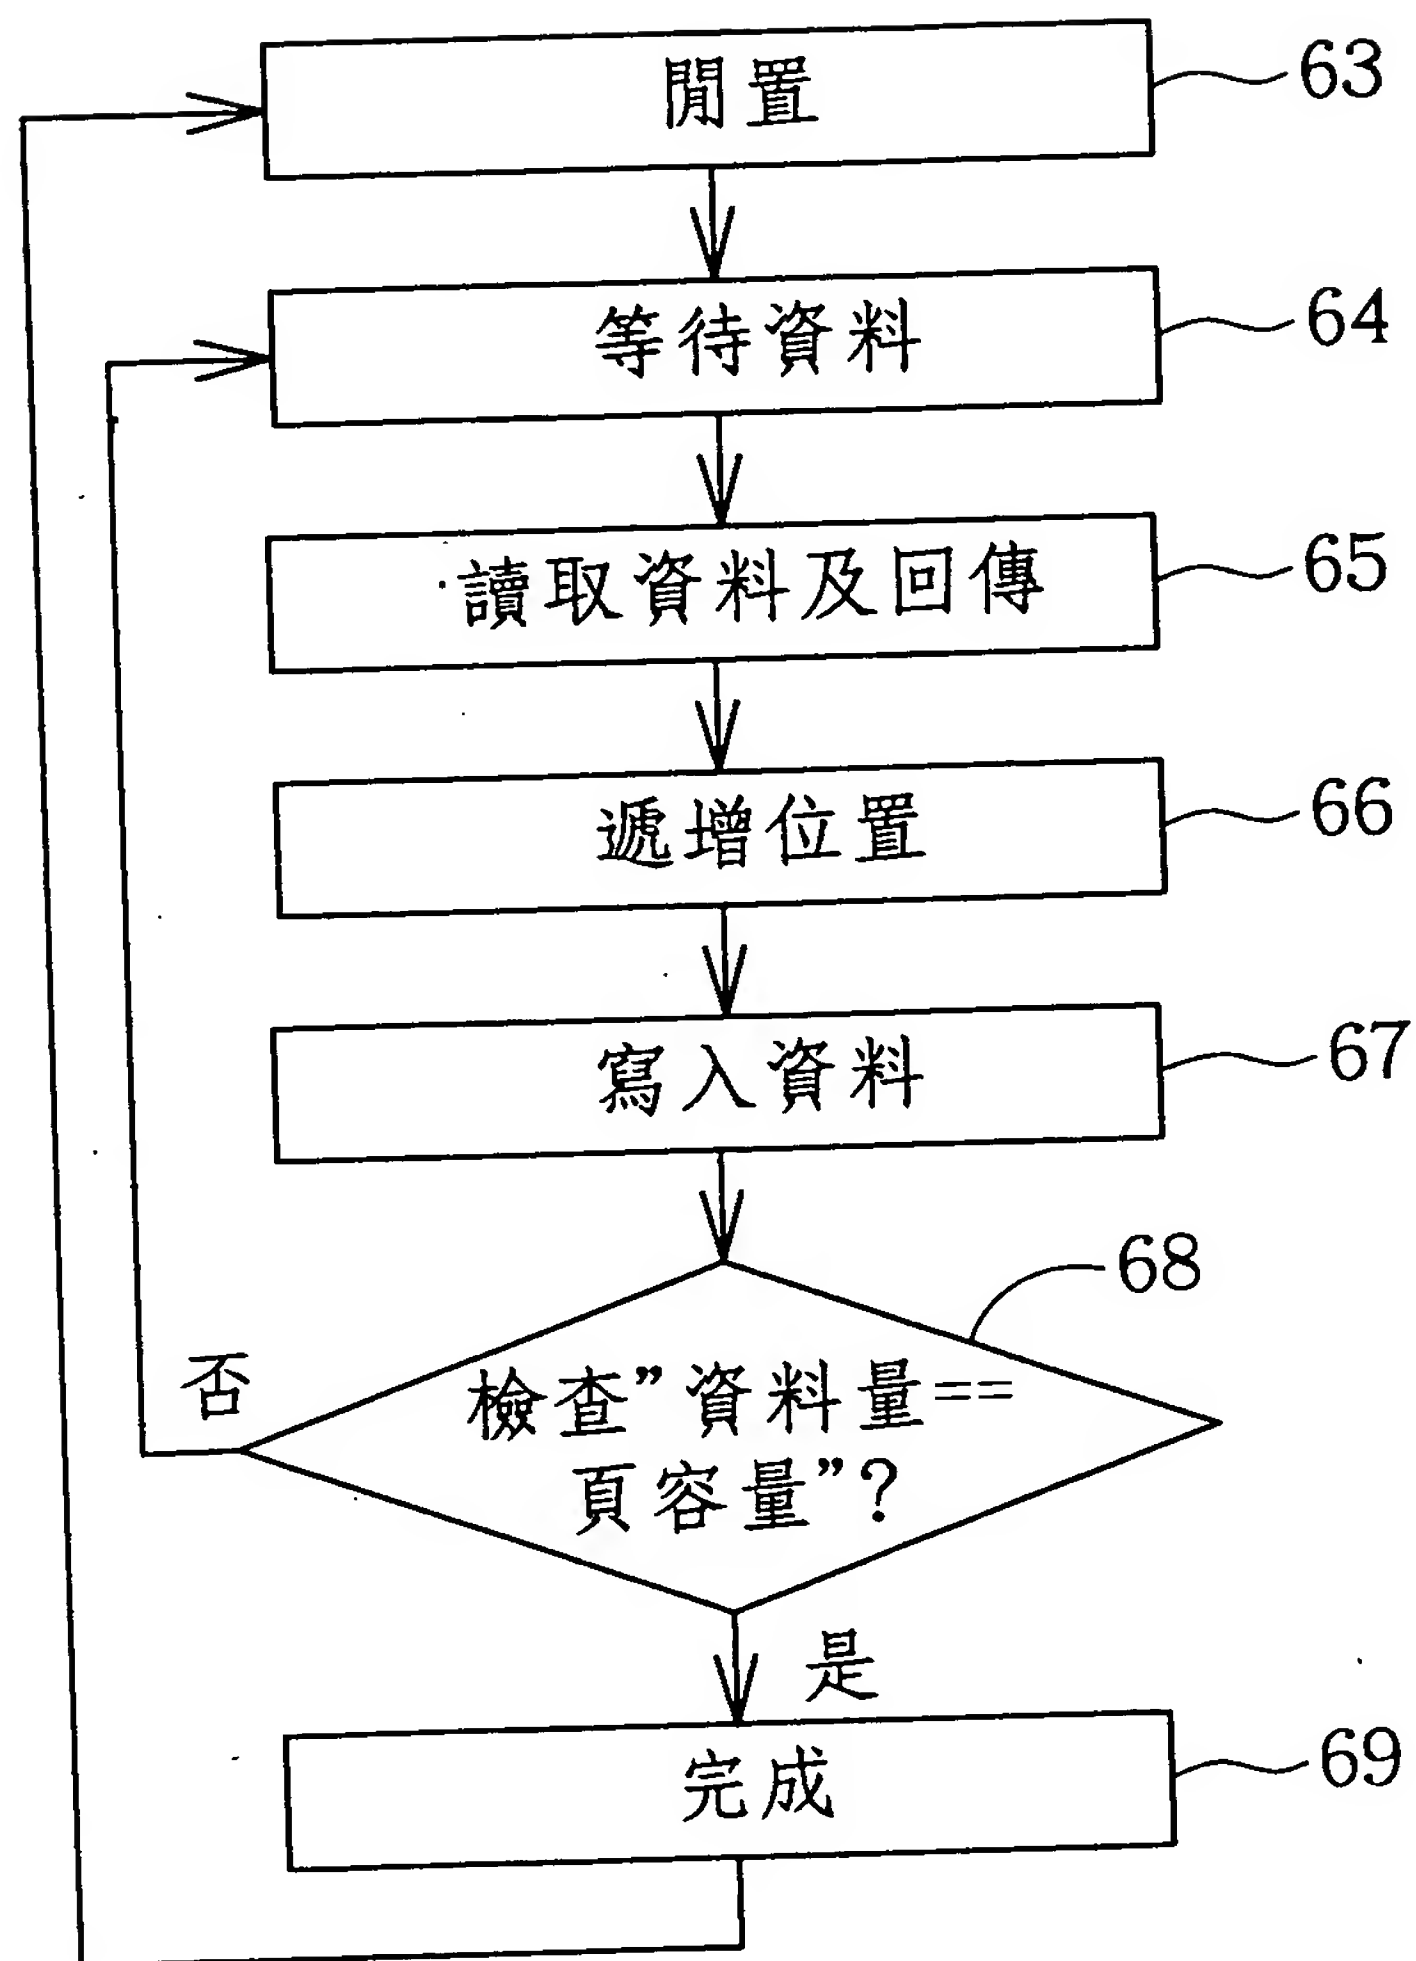 閒置 63
等待資料 64
讀取資料及回傳 65
遞增位置 66
寫入資料 67
68
檢查”資料量==
頁容量”?
否
是
完成 69